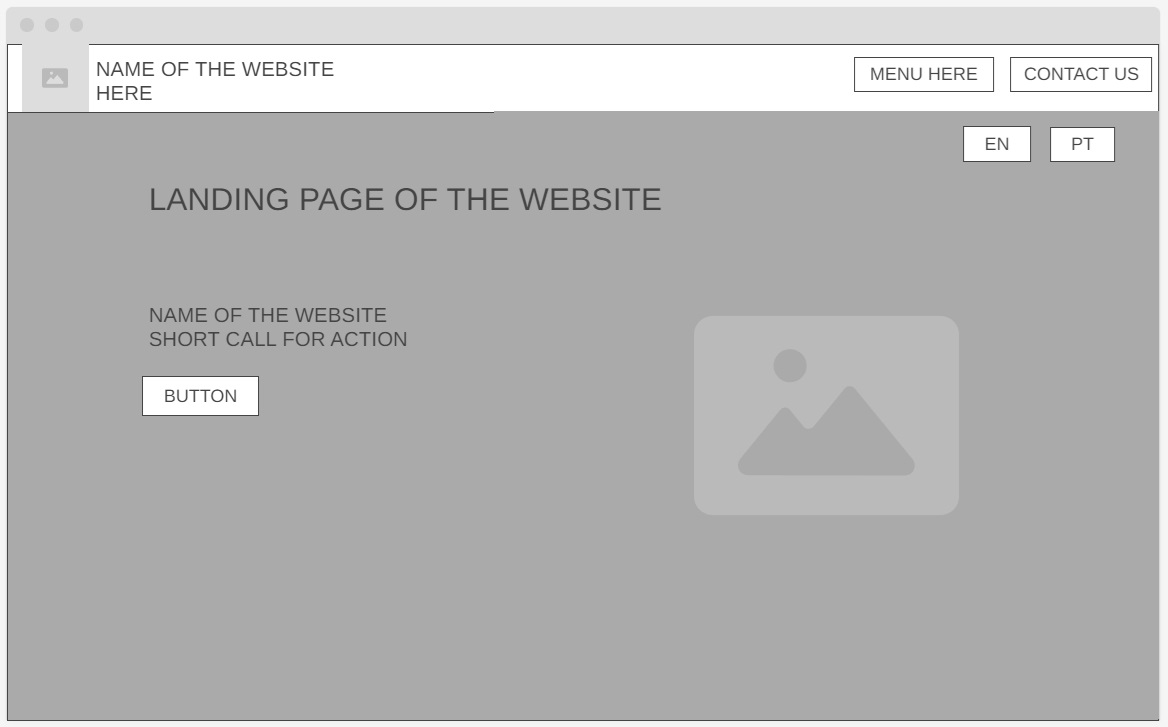 NAME OF THE WEBSITE
HERE
MENU HERE
CONTACT US
EN
PT
LANDING PAGE OF THE WEBSITE
NAME OF THE WEBSITE
SHORT CALL FOR ACTION
BUTTON